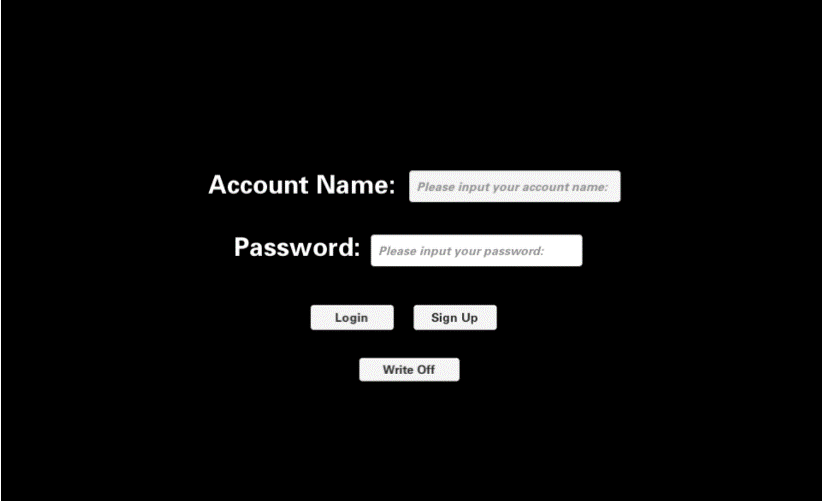 Account Name: Please input your account name:
Password: Please input your password:
Login Sign Up
Write Off